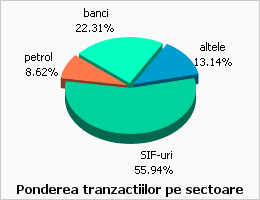 banci
22.31%
altele
13.14%
petrol
8.62%
SIF-uri
55.94%
Ponderea tranzactiilor pe sectoare